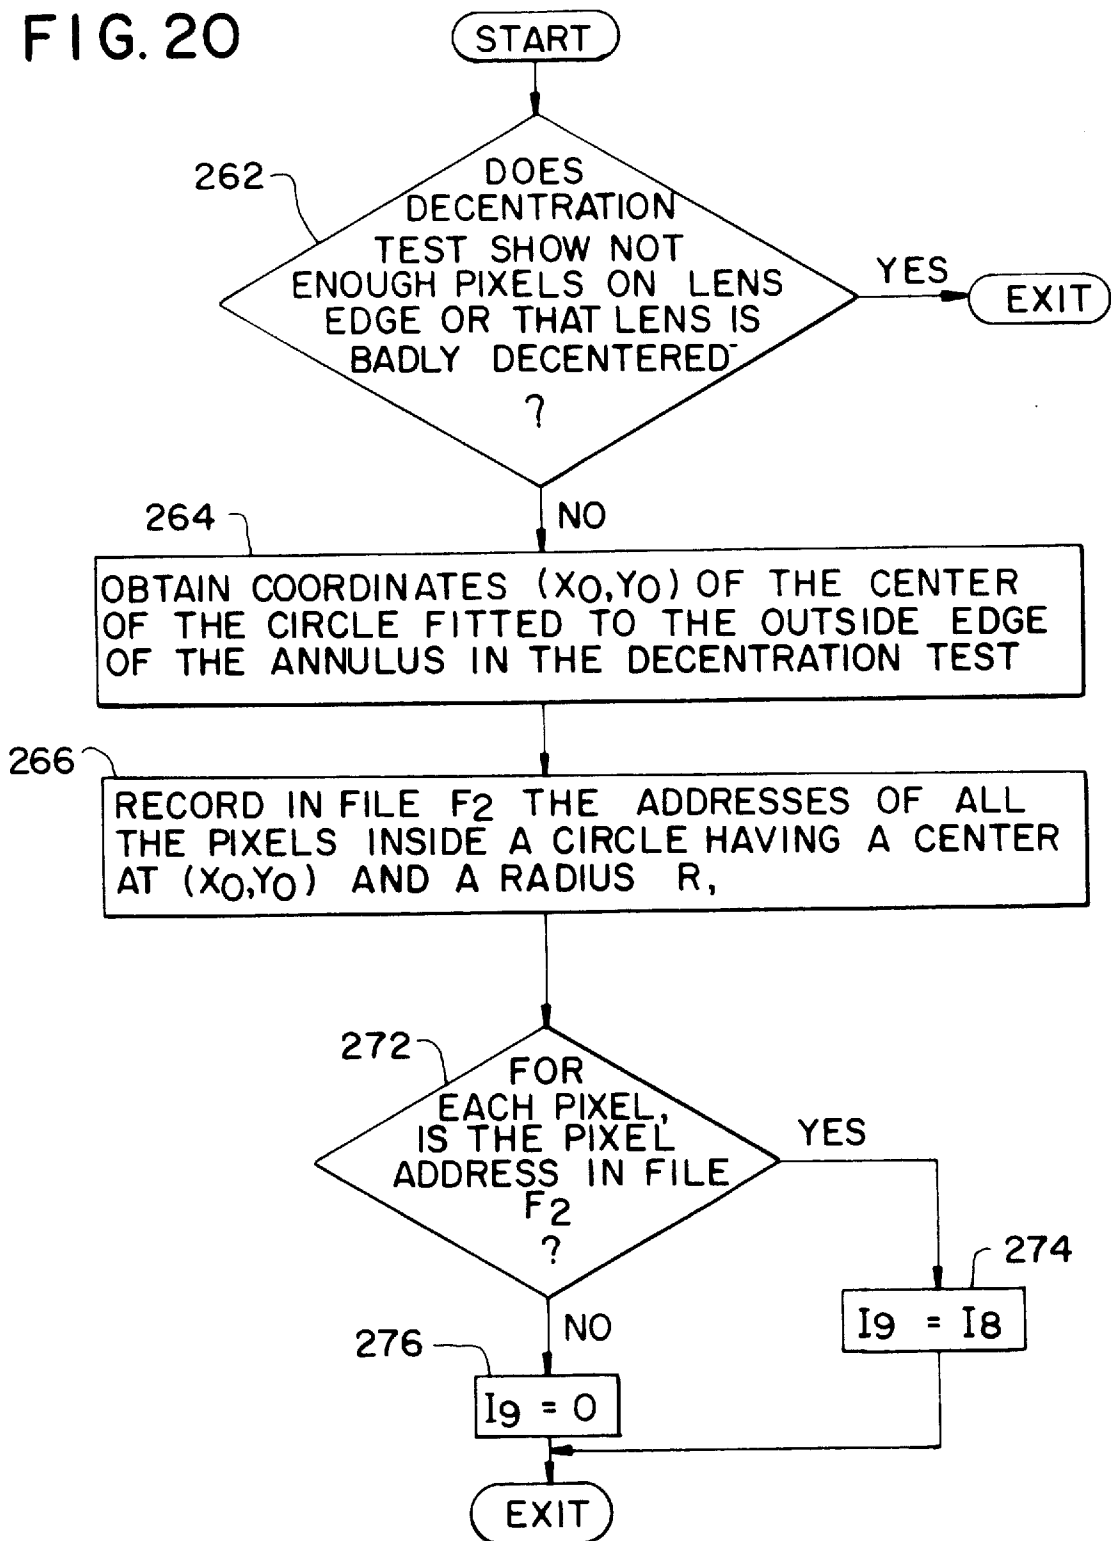 FIG. 20
START
262
DOES
DECENTRATION
TEST SHOW NOT
ENOUGH PIXELS ON LENS
EDGE OR THAT LENS IS
BADLY DECENTERED
?
YES
EXIT
NO
264
OBTAIN COORDINATES (X0,Y0) OF THE CENTER
OF THE CIRCLE FITTED TO THE OUTSIDE EDGE
OF THE ANNULUS IN THE DECENTRATION TEST
266
RECORD IN FILE F2 THE ADDRESSES OF ALL
THE PIXELS INSIDE A CIRCLE HAVING A CENTER
AT (X0,Y0) AND A RADIUS R,
272
FOR
EACH PIXEL,
IS THE PIXEL
ADDRESS IN FILE
F2
?
YES
274
I9 = I8
NO
276
I9 = 0
EXIT